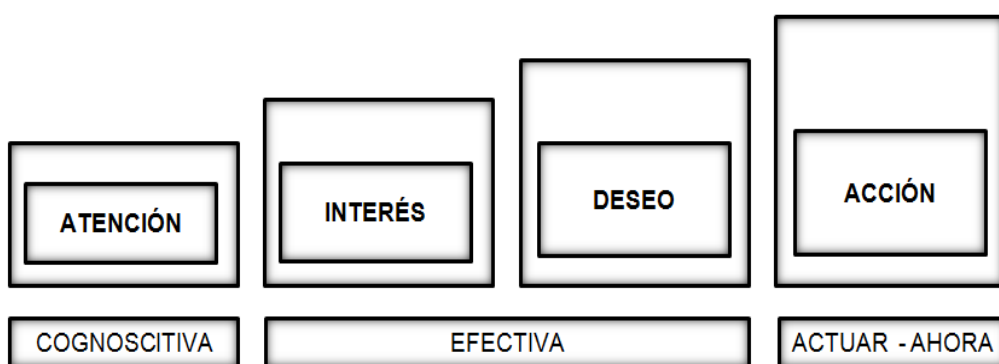 ATENCIÓN
INTERÉS
DESEO
ACCIÓN
COGNOSCITIVA
EFECTIVA
ACTUAR - AHORA